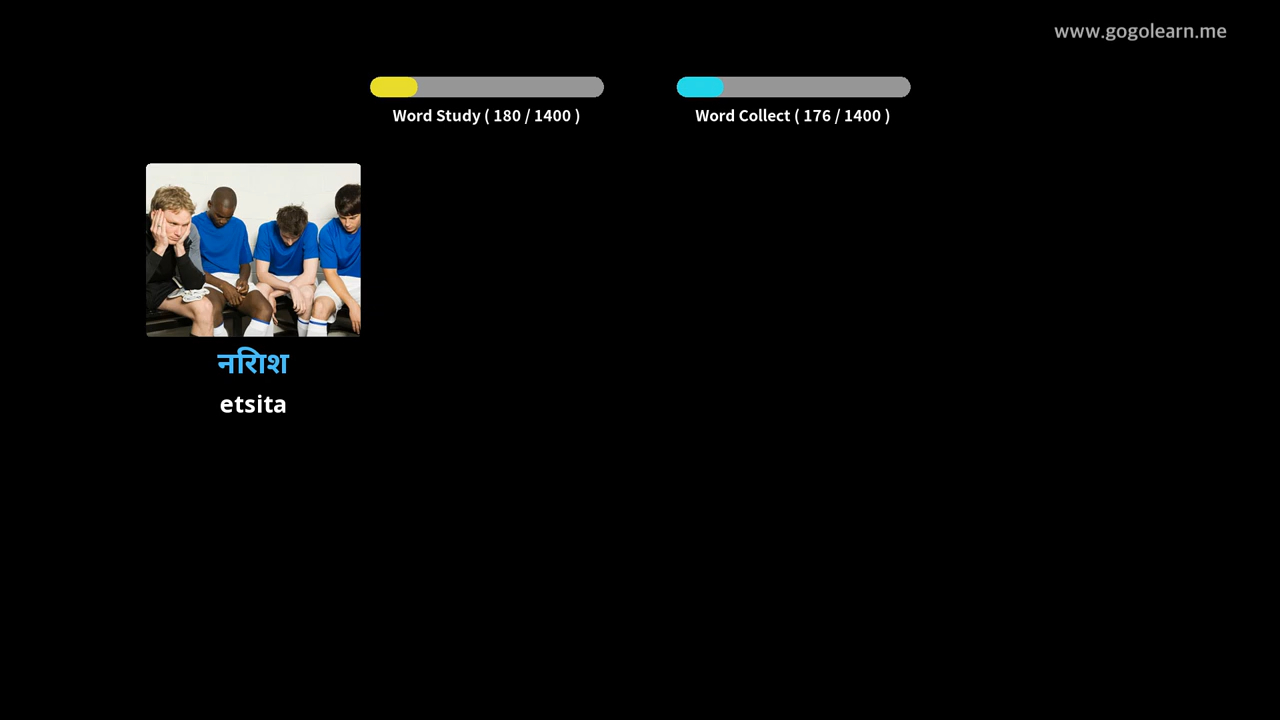 www.gogolearn.me
Word Study ( 180 / 1400 )
Word Collect ( 176 / 1400 )
नरिाश
etsita